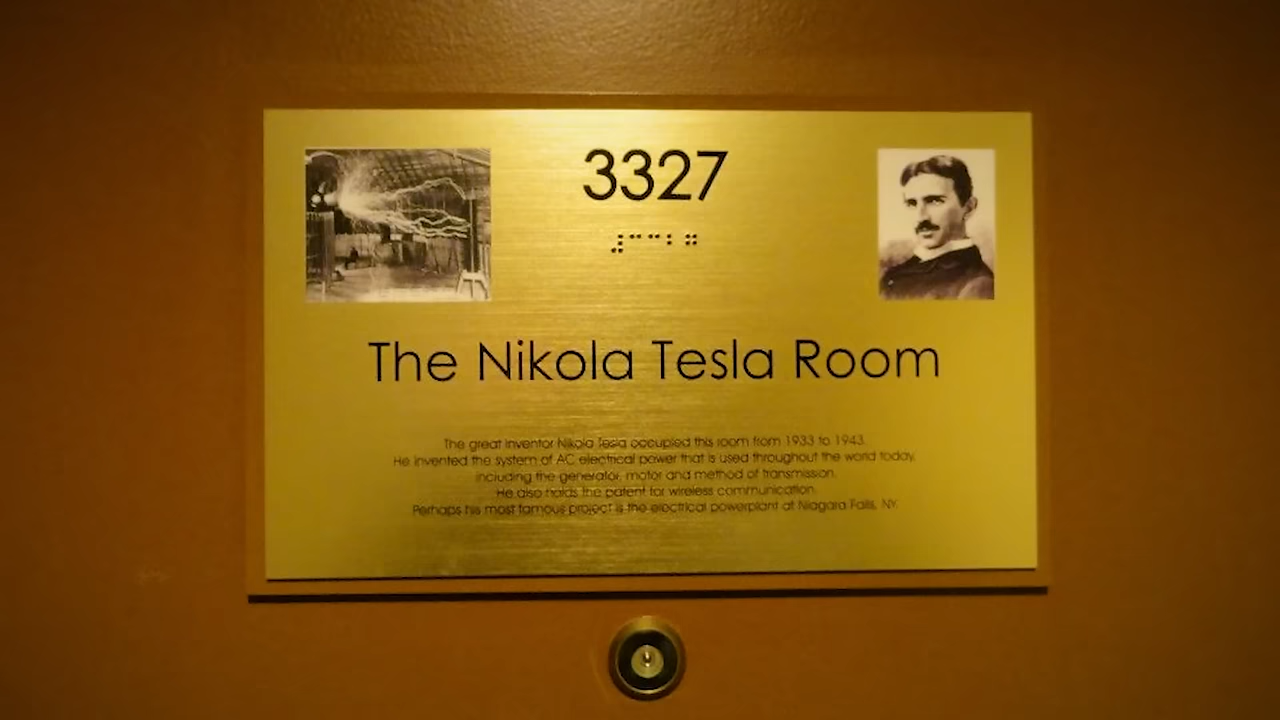 3327
⠼⠉⠉⠃⠛
The Nikola Tesla Room
The great inventor Nikola Tesla occupied this room from 1933 to 1943.
He invented the system of AC electrical power that is used throughout the world today,
including the generator, motor and method of transmission.
He also holds the patent for wireless communication.
Perhaps his most famous project is the electrical powerplant at Niagara Falls, NY.